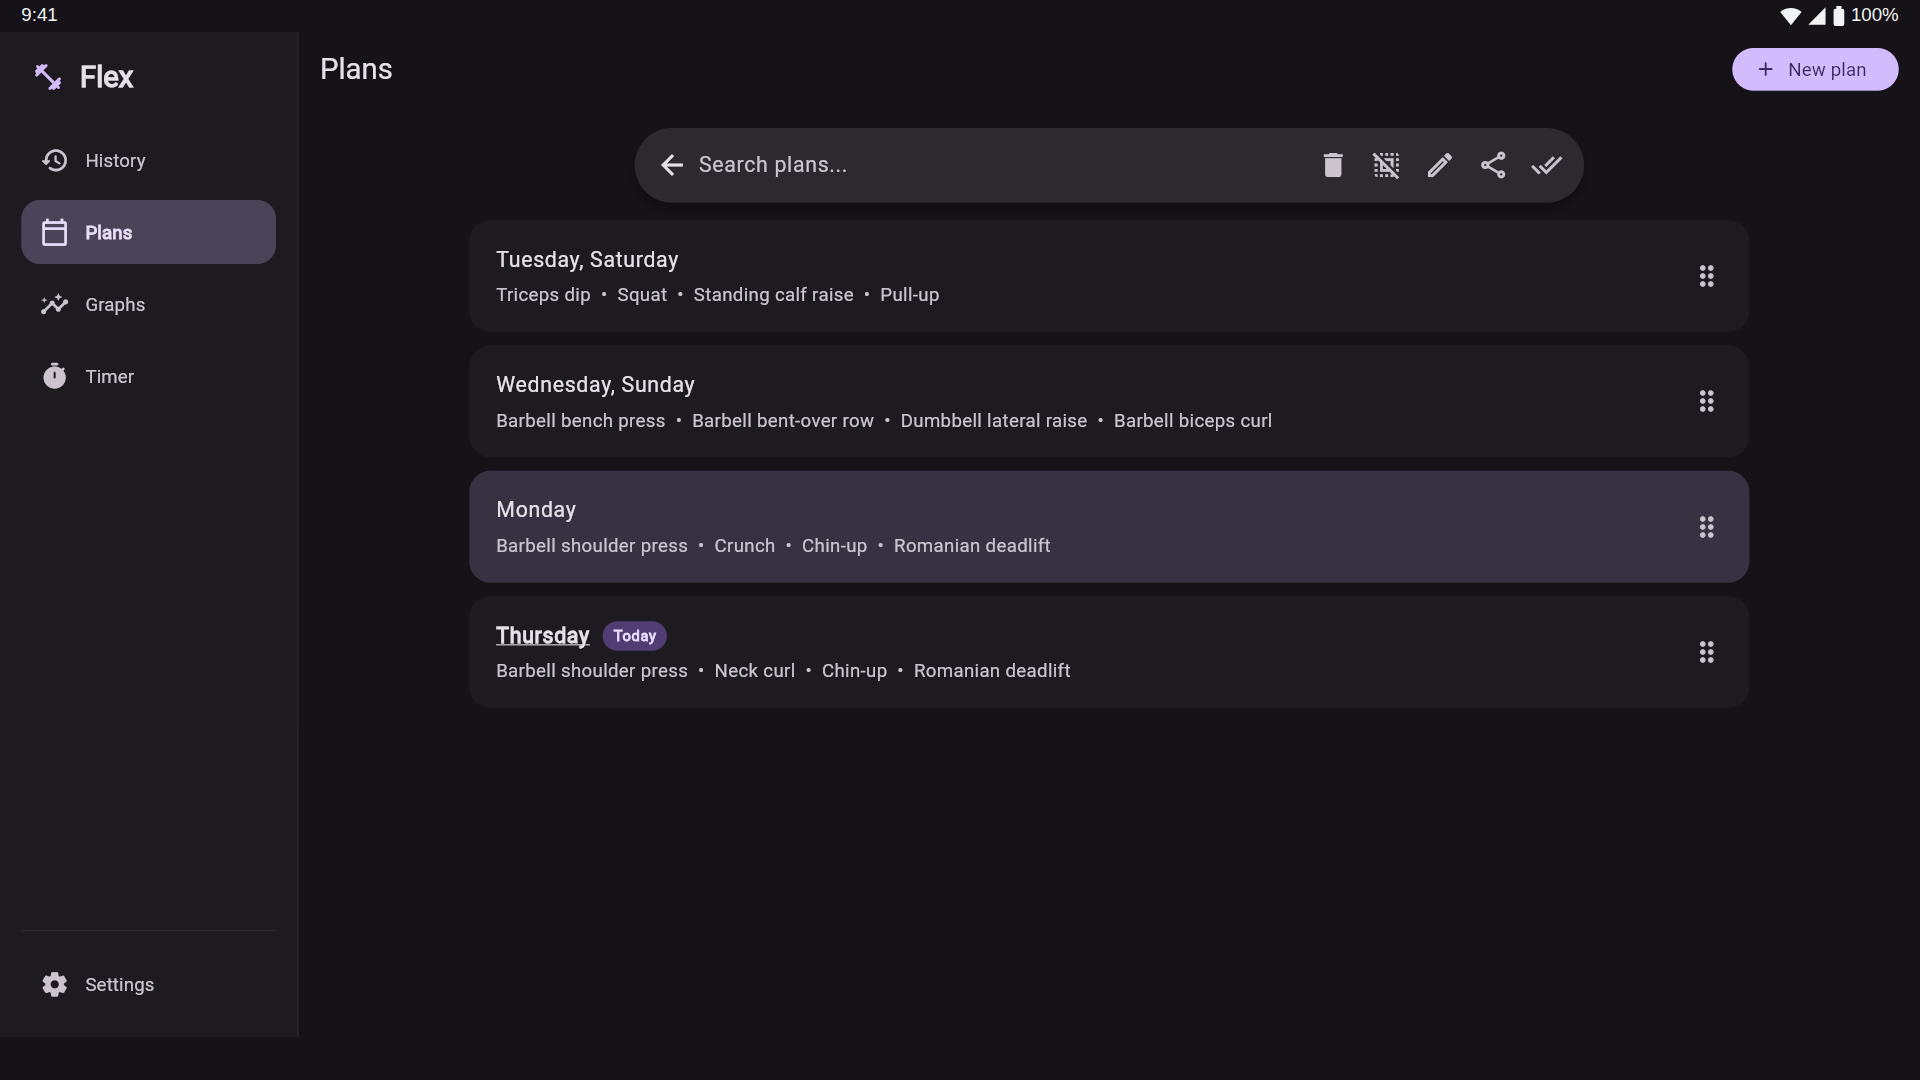 9:41
100%
Flex
Plans
New plan
History
Plans
Graphs
Timer
Settings
Search plans...
Tuesday, Saturday
Triceps dip • Squat • Standing calf raise • Pull-up
Wednesday, Sunday
Barbell bench press • Barbell bent-over row • Dumbbell lateral raise • Barbell biceps curl
Monday
Barbell shoulder press • Crunch • Chin-up • Romanian deadlift
Thursday Today
Barbell shoulder press • Neck curl • Chin-up • Romanian deadlift